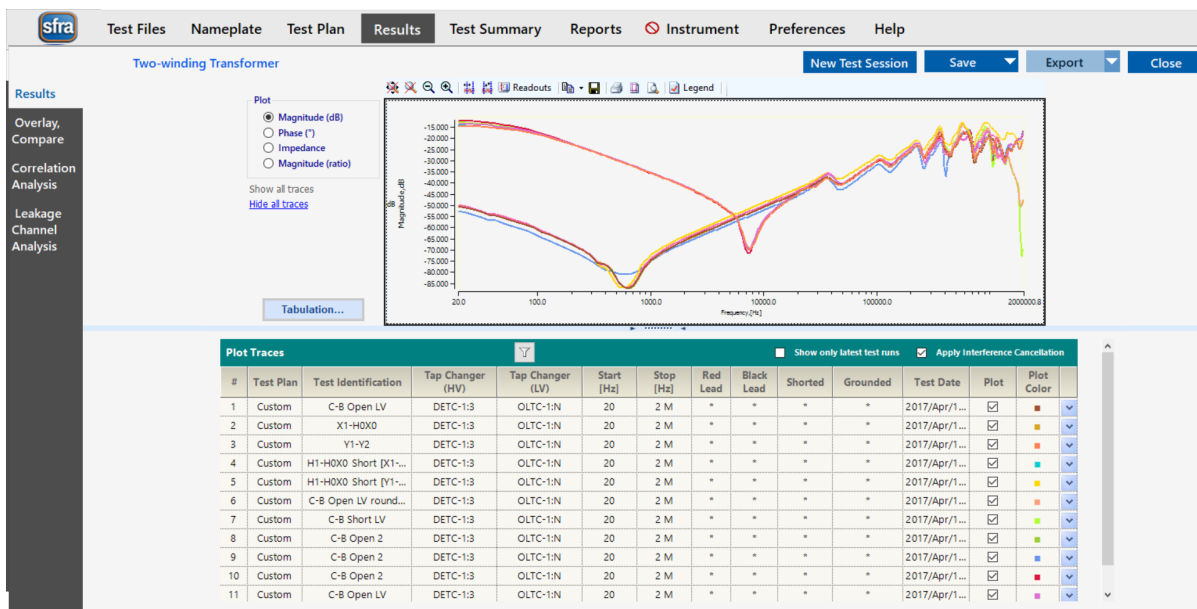 sfra Test Files Nameplate Test Plan Results Test Summary Reports Instrument Preferences Help
Two-winding Transformer New Test Session Save Export Close
Results
Overlay,
Compare
Correlation
Analysis
Leakage
Channel
Analysis
Plot
Magnitude (dB)
Phase (°)
Impedance
Magnitude (ratio)
Show all traces
Hide all traces
Tabulation...
Readouts Legend
dB
Magnitude,dB
-15.000
-20.000
-25.000
-30.000
-35.000
-40.000
-45.000
-50.000
-55.000
-60.000
-65.000
-70.000
-75.000
-80.000
-85.000
20.0 100.0 1000.0 10000.0 100000.0 2000000.8
Frequency,[Hz]
Plot Traces Show only latest test runs Apply Interference Cancellation
# Test Plan Test Identification Tap Changer (HV) Tap Changer (LV) Start [Hz] Stop [Hz] Red Lead Black Lead Shorted Grounded Test Date Plot Plot Color
1 Custom C-B Open LV DETC-1:3 OLTC-1:N 20 2 M * * * * 2017/Apr/1...
2 Custom X1-H0X0 DETC-1:3 OLTC-1:N 20 2 M * * * * 2017/Apr/1...
3 Custom Y1-Y2 DETC-1:3 OLTC-1:N 20 2 M * * * * 2017/Apr/1...
4 Custom H1-H0X0 Short [X1-... DETC-1:3 OLTC-1:N 20 2 M * * * * 2017/Apr/1...
5 Custom H1-H0X0 Short [Y1-... DETC-1:3 OLTC-1:N 20 2 M * * * * 2017/Apr/1...
6 Custom C-B Open LV round... DETC-1:3 OLTC-1:N 20 2 M * * * * 2017/Apr/1...
7 Custom C-B Short LV DETC-1:3 OLTC-1:N 20 2 M * * * * 2017/Apr/1...
8 Custom C-B Open 2 DETC-1:3 OLTC-1:N 20 2 M * * * * 2017/Apr/1...
9 Custom C-B Open 2 DETC-1:3 OLTC-1:N 20 2 M * * * * 2017/Apr/1...
10 Custom C-B Open 2 DETC-1:3 OLTC-1:N 20 2 M * * * * 2017/Apr/1...
11 Custom C-B Open LV DETC-1:3 OLTC-1:N 20 2 M * * * * 2017/Apr/1...